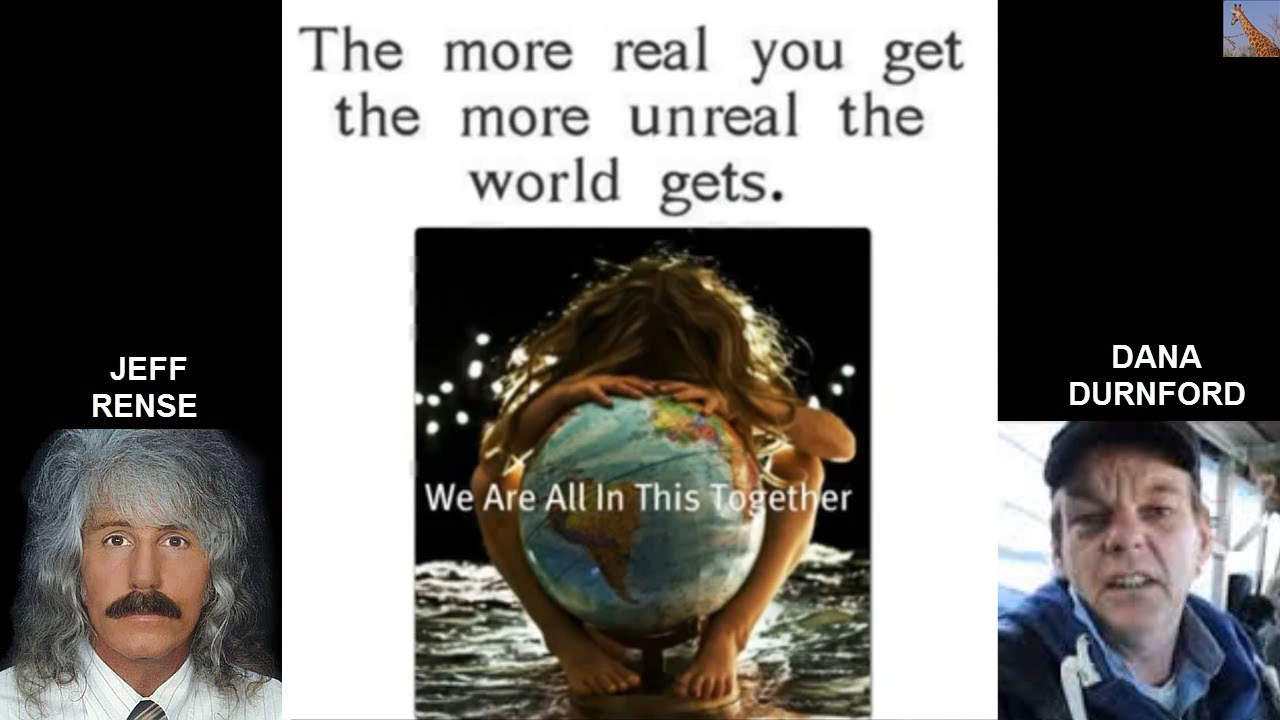 The more real you get
the more unreal the
world gets.
We Are All In This Together
JEFF
RENSE
DANA
DURNFORD